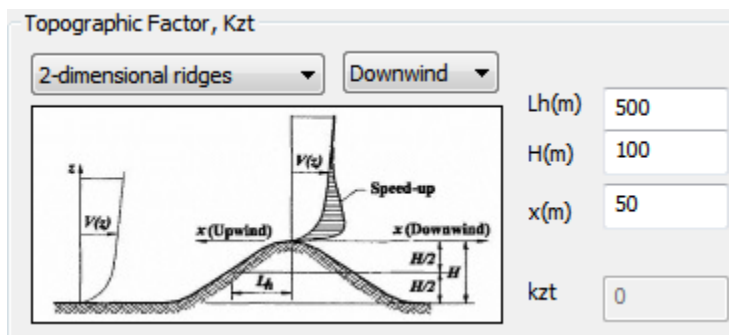 Topographic Factor, Kzt
2-dimensional ridges
Downwind
Lh(m) 500
H(m) 100
x(m) 50
kzt 0
z
V(z)
V(z)
Speed-up
x (Upwind)
x (Downwind)
H/2
H
Lh
H/2